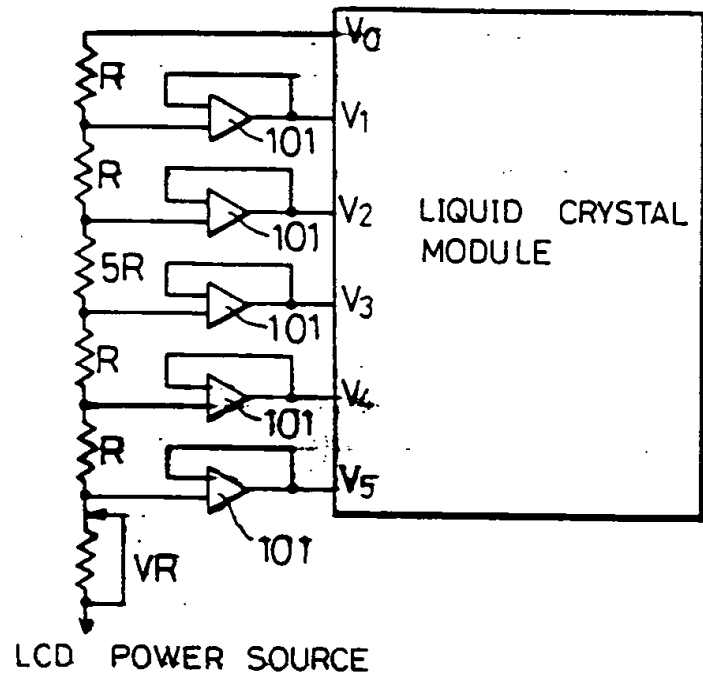 V0
R
V1
101
R
V2
LIQUID CRYSTAL
MODULE
101
5R
V3
101
R
V4
101
R
V5
101
VR
LCD POWER SOURCE